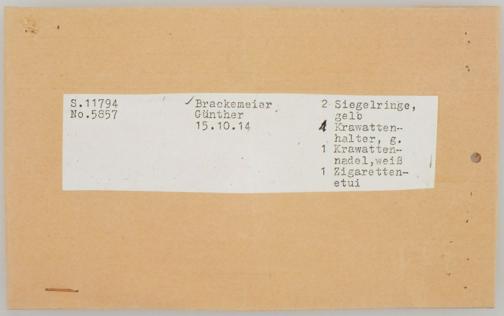 S.11794
No.5857
Brackemeier
Günther
15.10.14
2 Siegelringe,
gelb
1 Krawatten-
halter, g.
1 Krawatten-
nadel,weiß
1 Zigaretten-
etui